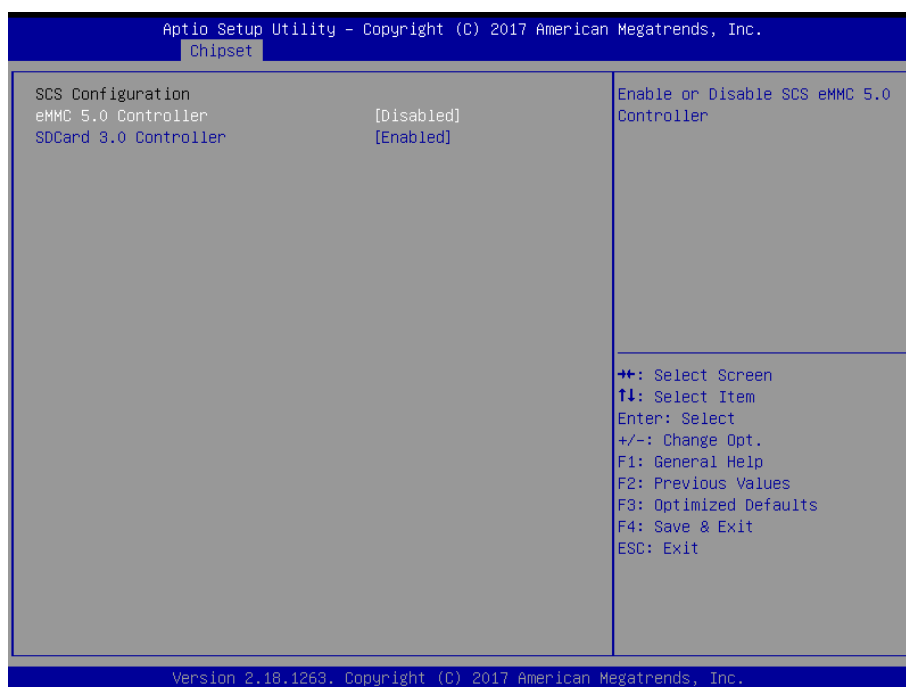 Aptio Setup Utility – Copyright (C) 2017 American Megatrends, Inc.
Chipset
SCS Configuration
eMMC 5.0 Controller [Disabled]
SDCard 3.0 Controller [Enabled]
Enable or Disable SCS eMMC 5.0
Controller
→←: Select Screen
↑↓: Select Item
Enter: Select
+/-: Change Opt.
F1: General Help
F2: Previous Values
F3: Optimized Defaults
F4: Save & Exit
ESC: Exit
Version 2.18.1263. Copyright (C) 2017 American Megatrends, Inc.